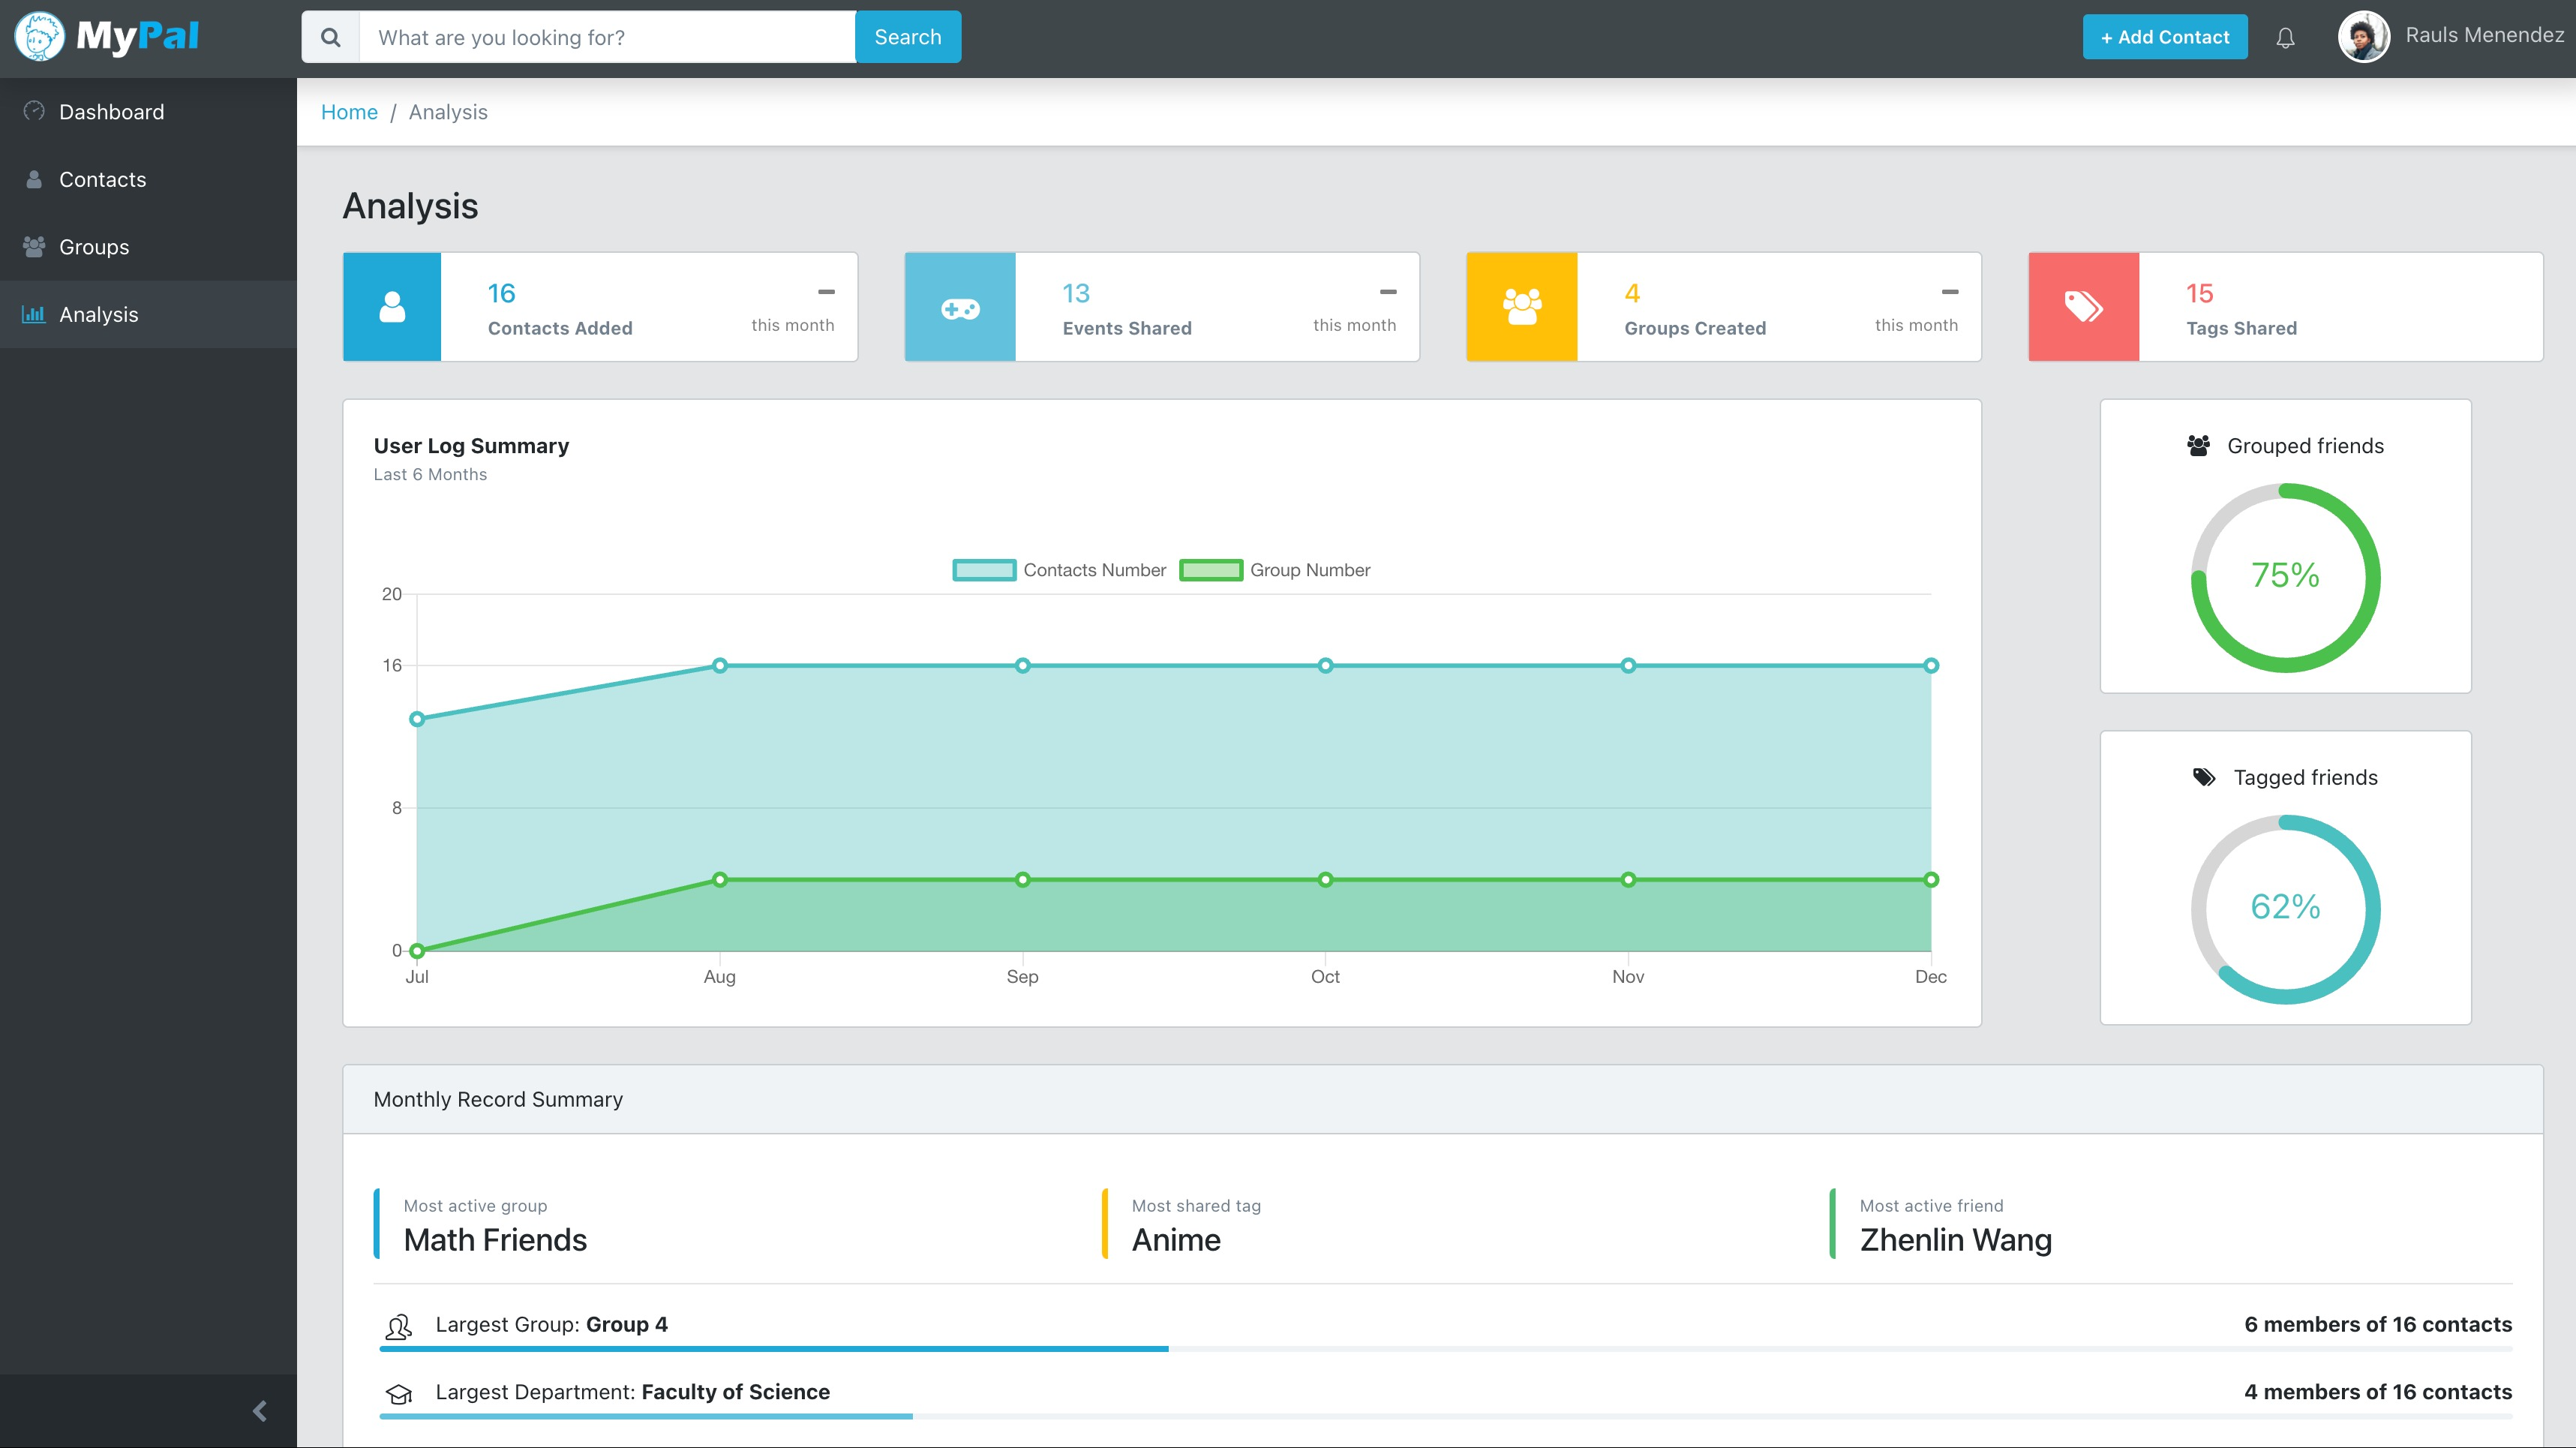 MyPal
What are you looking for?
Search
+ Add Contact
Rauls Menendez
Dashboard
Contacts
Groups
Analysis
Home / Analysis
Analysis
16
Contacts Added
this month
13
Events Shared
this month
4
Groups Created
this month
15
Tags Shared
User Log Summary
Last 6 Months
Contacts Number
Group Number
20
16
8
0
Jul
Aug
Sep
Oct
Nov
Dec
Grouped friends
75%
Tagged friends
62%
Monthly Record Summary
Most active group
Math Friends
Most shared tag
Anime
Most active friend
Zhenlin Wang
Largest Group: Group 4
6 members of 16 contacts
Largest Department: Faculty of Science
4 members of 16 contacts